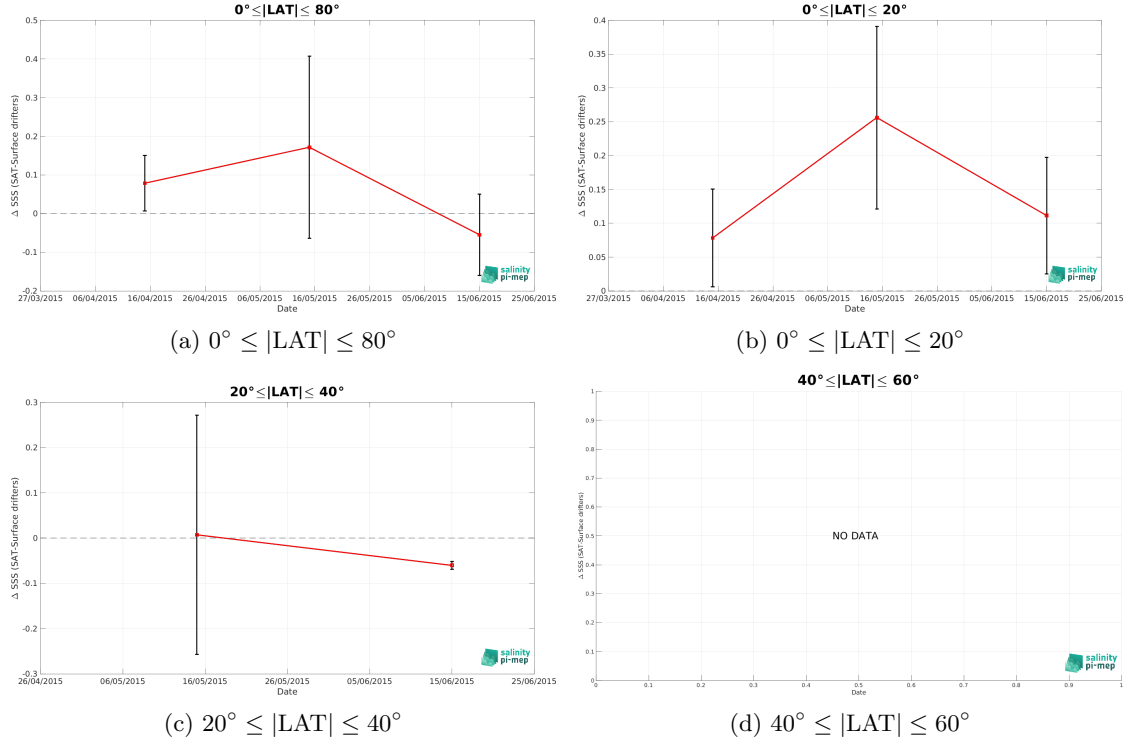 0°≤|LAT|≤ 80°
0.5
0.4
0.3
0.2
0.1
0
-0.1
-0.2
Δ SSS (SAT-Surface drifters)
27/03/2015 06/04/2015 16/04/2015 26/04/2015 06/05/2015 16/05/2015 26/05/2015 05/06/2015 15/06/2015 25/06/2015
Date
salinity
pi-mep
(a) 0° ≤ |LAT| ≤ 80°
0°≤|LAT|≤ 20°
0.4
0.35
0.3
0.25
0.2
0.15
0.1
0.05
0
Δ SSS (SAT-Surface drifters)
27/03/2015 06/04/2015 16/04/2015 26/04/2015 06/05/2015 16/05/2015 26/05/2015 05/06/2015 15/06/2015 25/06/2015
Date
salinity
pi-mep
(b) 0° ≤ |LAT| ≤ 20°
20°≤|LAT|≤ 40°
0.3
0.2
0.1
0
-0.1
-0.2
-0.3
Δ SSS (SAT-Surface drifters)
26/04/2015 06/05/2015 16/05/2015 26/05/2015 05/06/2015 15/06/2015 25/06/2015
Date
salinity
pi-mep
(c) 20° ≤ |LAT| ≤ 40°
40°≤|LAT|≤ 60°
1
0.9
0.8
0.7
0.6
0.5
0.4
0.3
0.2
0.1
0
Δ SSS (SAT-Surface drifters)
NO DATA
0 0.1 0.2 0.3 0.4 0.5 0.6 0.7 0.8 0.9 1
Date
salinity
pi-mep
(d) 40° ≤ |LAT| ≤ 60°